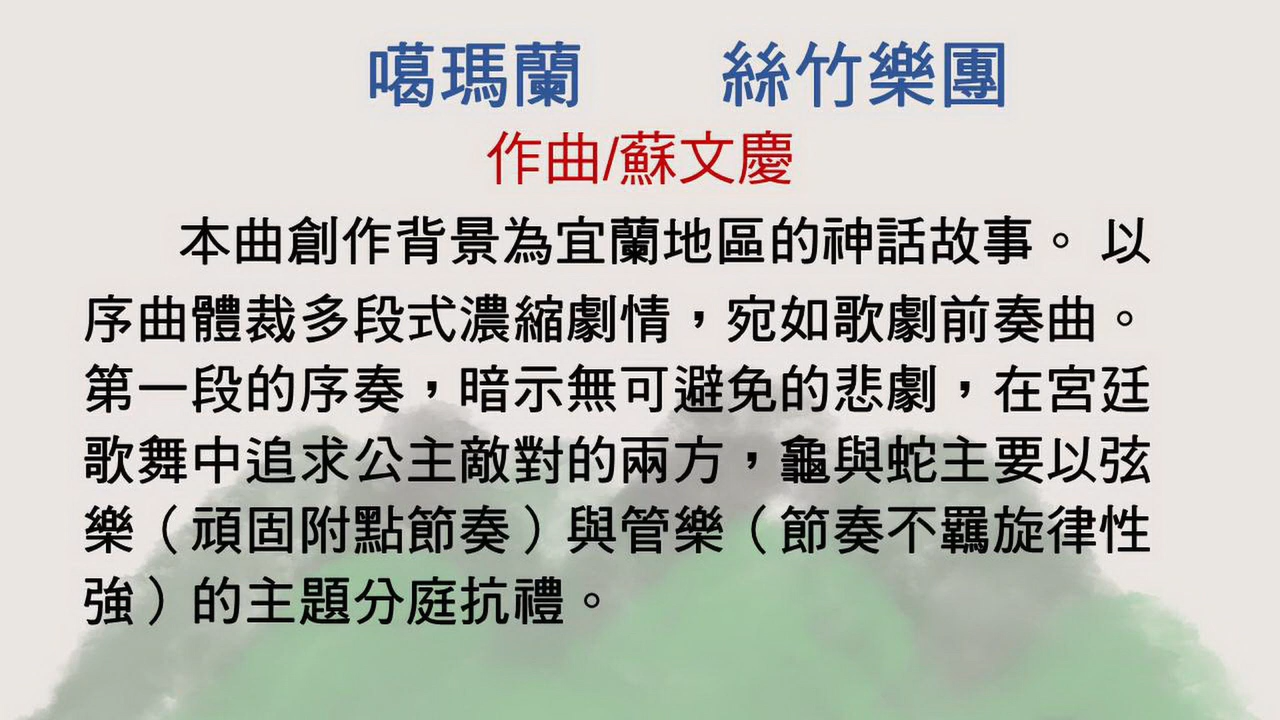 噶瑪蘭　　絲竹樂團
作曲/蘇文慶
本曲創作背景為宜蘭地區的神話故事。 以
序曲體裁多段式濃縮劇情，宛如歌劇前奏曲。
第一段的序奏，暗示無可避免的悲劇，在宮廷
歌舞中追求公主敵對的兩方，龜與蛇主要以弦
樂（頑固附點節奏）與管樂（節奏不羈旋律性
強）的主題分庭抗禮。